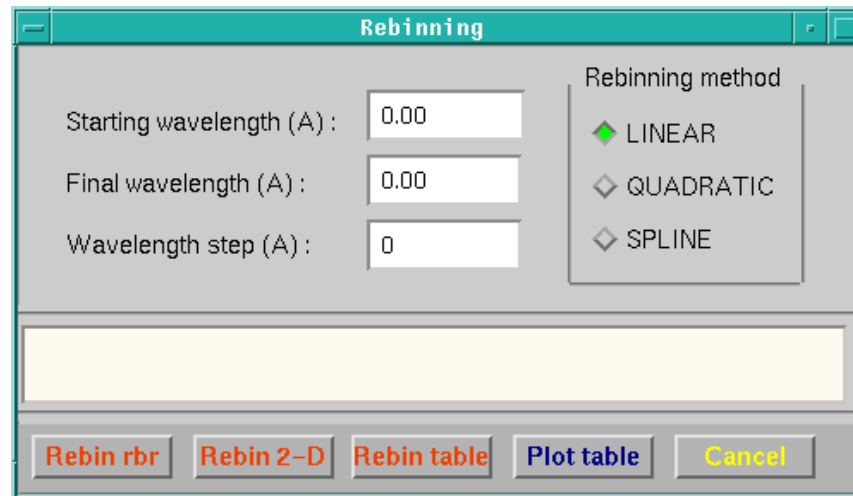 Rebinning
Rebinning method
Starting wavelength (A) : 0.00
LINEAR
Final wavelength (A) : 0.00
QUADRATIC
Wavelength step (A) : 0
SPLINE
Rebin rbr Rebin 2-D Rebin table Plot table Cancel